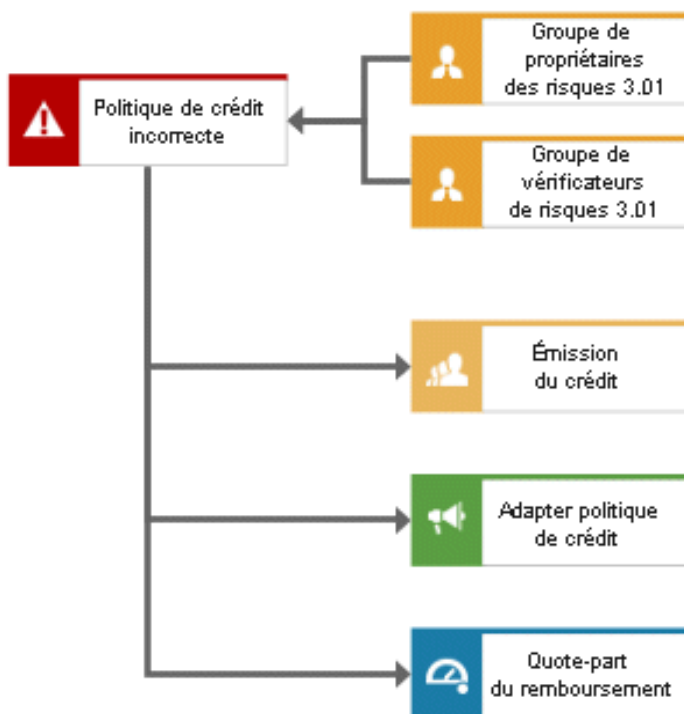 Politique de crédit
incorrecte
Groupe de
propriétaires
des risques 3.01
Groupe de
vérificateurs
de risques 3.01
Émission
du crédit
Adapter politique
de crédit
Quote-part
du remboursement